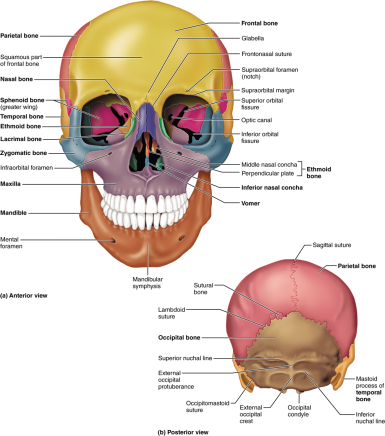 Frontal bone
Parietal bone
Glabella
Squamous part
of frontal bone
Frontonasal suture
Supraorbital foramen
(notch)
Nasal bone
Supraorbital margin
Sphenoid bone
(greater wing)
Superior orbital
fissure
Temporal bone
Optic canal
Ethmoid bone
Lacrimal bone
Inferior orbital
fissure
Zygomatic bone
Middle nasal concha
Ethmoid
bone
Infraorbital foramen
Perpendicular plate
Maxilla
Inferior nasal concha
Vomer
Mandible
Mental
foramen
Mandibular
symphysis
(a) Anterior view
Sagittal suture
Parietal bone
Sutural
bone
Lambdoid
suture
Occipital bone
Superior nuchal line
External
occipital
protuberance
Mastoid
process of
temporal
bone
Occipitomastoid
suture
External
occipital
crest
Occipital
condyle
Inferior
nuchal line
(b) Posterior view